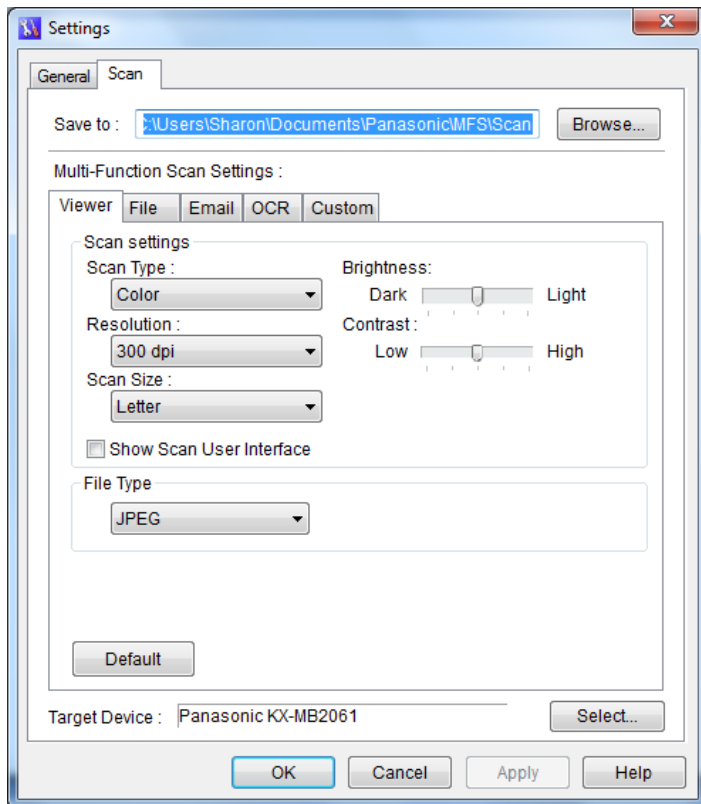 Settings
General Scan
Save to : C:\Users\Sharon\Documents\Panasonic\MFS\Scan Browse...
Multi-Function Scan Settings :
Viewer File Email OCR Custom
Scan settings
Scan Type : Brightness:
Color Dark Light
Resolution : Contrast :
300 dpi Low High
Scan Size :
Letter
Show Scan User Interface
File Type
JPEG
Default
Target Device : Panasonic KX-MB2061 Select...
OK Cancel Apply Help